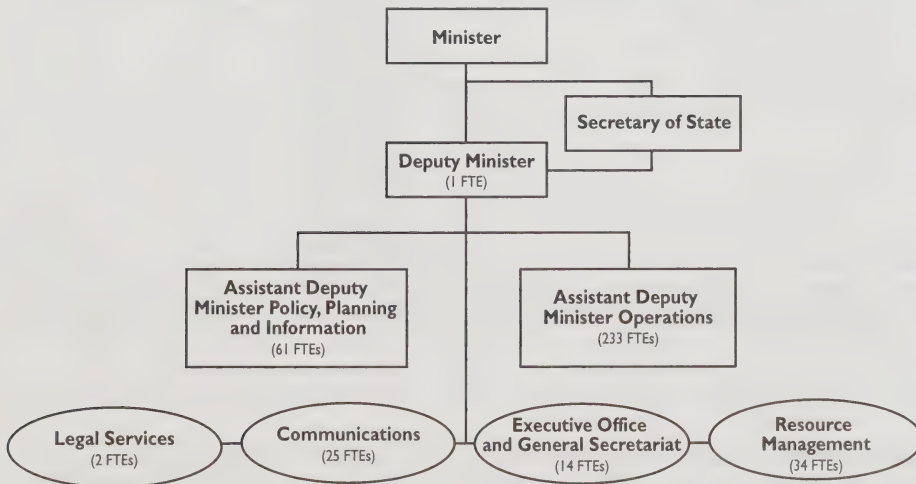 Minister
Secretary of State
Deputy Minister
(1 FTE)
Assistant Deputy
Minister Policy, Planning
and Information
(61 FTEs)
Assistant Deputy
Minister Operations
(233 FTEs)
Legal Services
(2 FTEs)
Communications
(25 FTEs)
Executive Office
and General Secretariat
(14 FTEs)
Resource
Management
(34 FTEs)